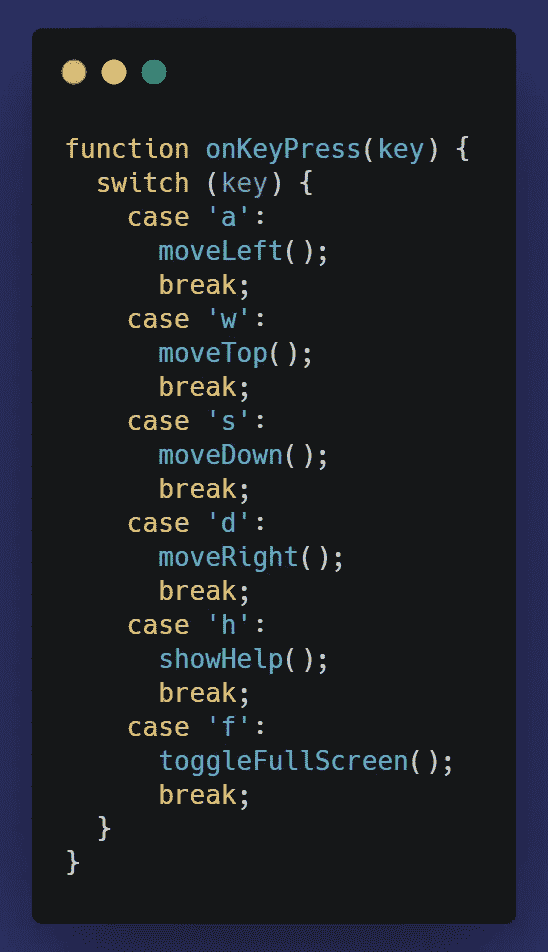 function onKeyPress(key) {
  switch (key) {
    case 'a':
      moveLeft();
      break;
    case 'w':
      moveTop();
      break;
    case 's':
      moveDown();
      break;
    case 'd':
      moveRight();
      break;
    case 'h':
      showHelp();
      break;
    case 'f':
      toggleFullScreen();
      break;
  }
}